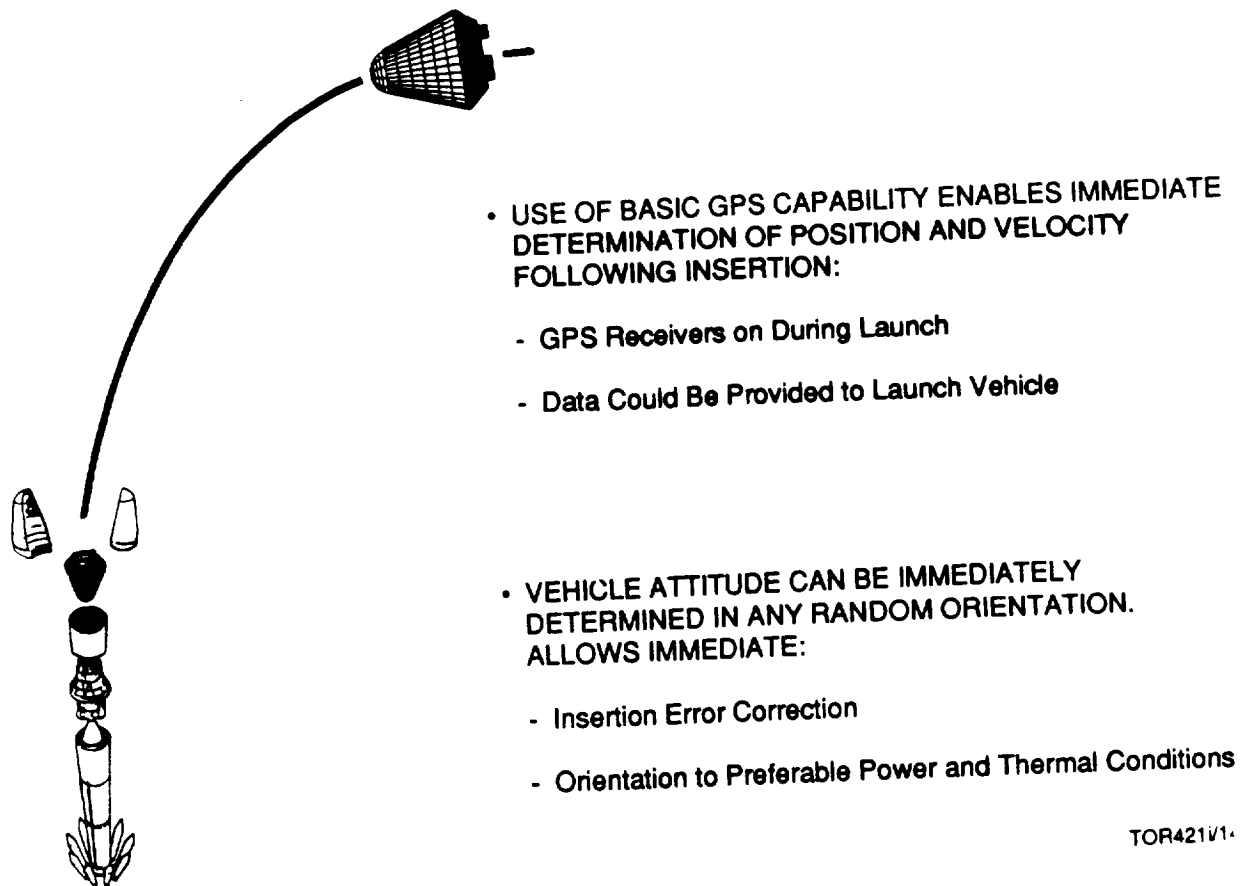 • USE OF BASIC GPS CAPABILITY ENABLES IMMEDIATE
DETERMINATION OF POSITION AND VELOCITY
FOLLOWING INSERTION:
- GPS Receivers on During Launch
- Data Could Be Provided to Launch Vehicle
• VEHICLE ATTITUDE CAN BE IMMEDIATELY
DETERMINED IN ANY RANDOM ORIENTATION.
ALLOWS IMMEDIATE:
- Insertion Error Correction
- Orientation to Preferable Power and Thermal Conditions